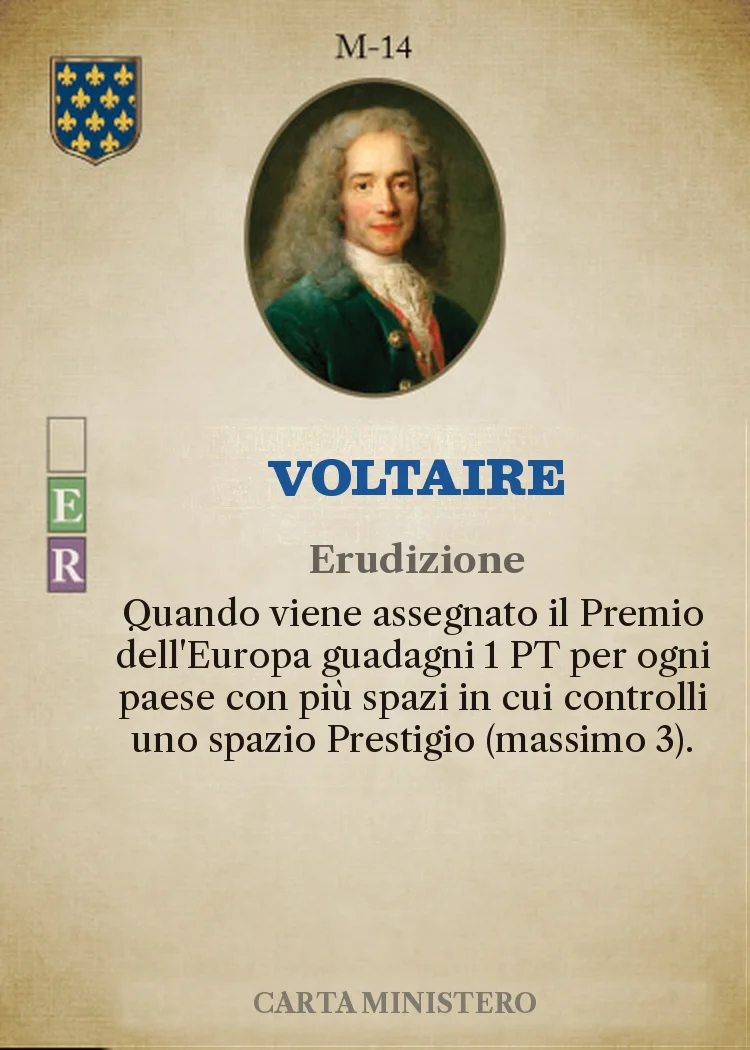 M-14
E
R
VOLTAIRE
Erudizione
Quando viene assegnato il Premio
dell'Europa guadagni 1 PT per ogni
paese con più spazi in cui controlli
uno spazio Prestigio (massimo 3).
CARTA MINISTERO